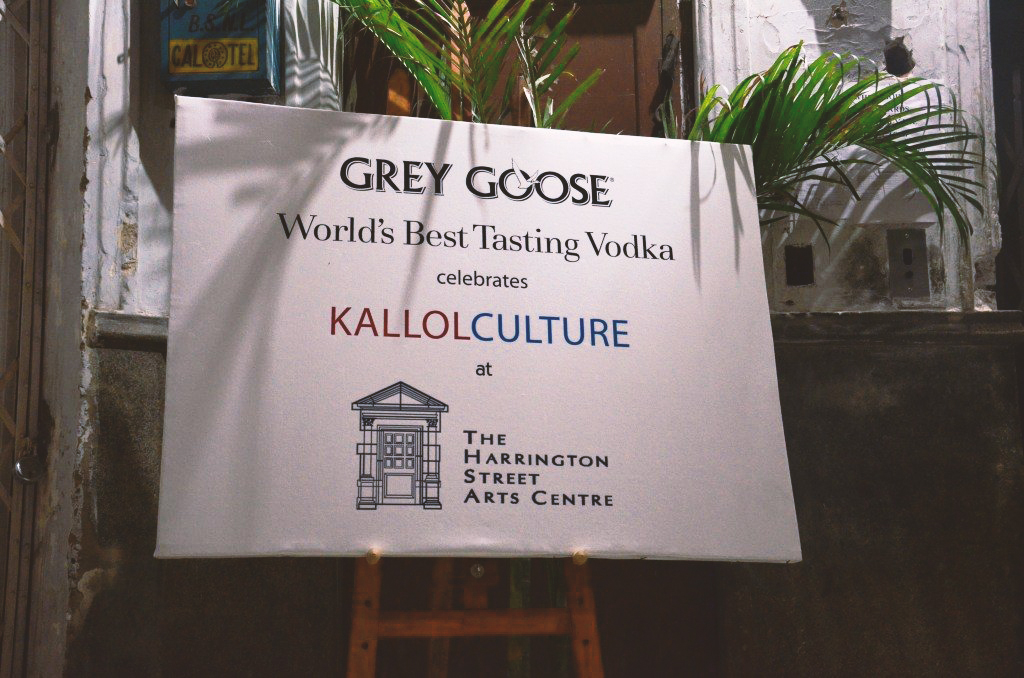 B.S.N.L
CALOTEL
GREY GOOSE
World's Best Tasting Vodka
celebrates
KALLOLCULTURE
at
THE
HARRINGTON
STREET
ARTS CENTRE